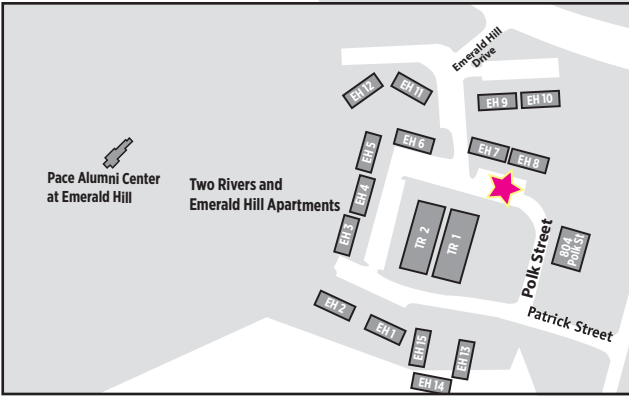 Emerald Hill
Drive
EH 12
EH 11
EH 9
EH 10
EH 5
EH 6
EH 7
EH 8
Pace Alumni Center
at Emerald Hill
Two Rivers and
Emerald Hill Apartments
EH 4
EH 3
TR 2
TR 1
Polk Street
804
Polk St
EH 2
EH 1
EH 15
EH 13
EH 14
Patrick Street